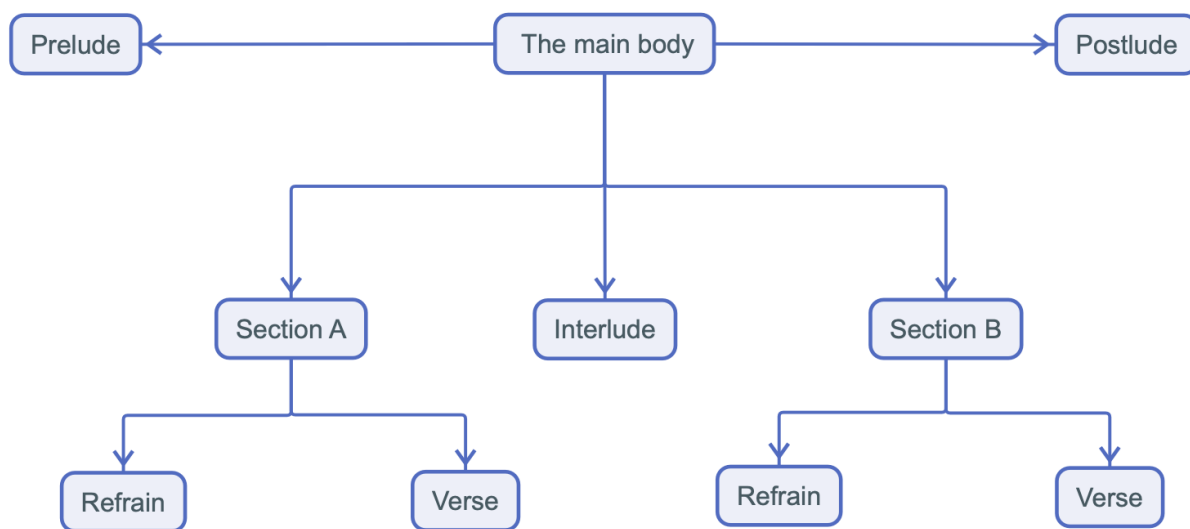 Prelude
The main body
Postlude
Section A
Interlude
Section B
Refrain
Verse
Refrain
Verse